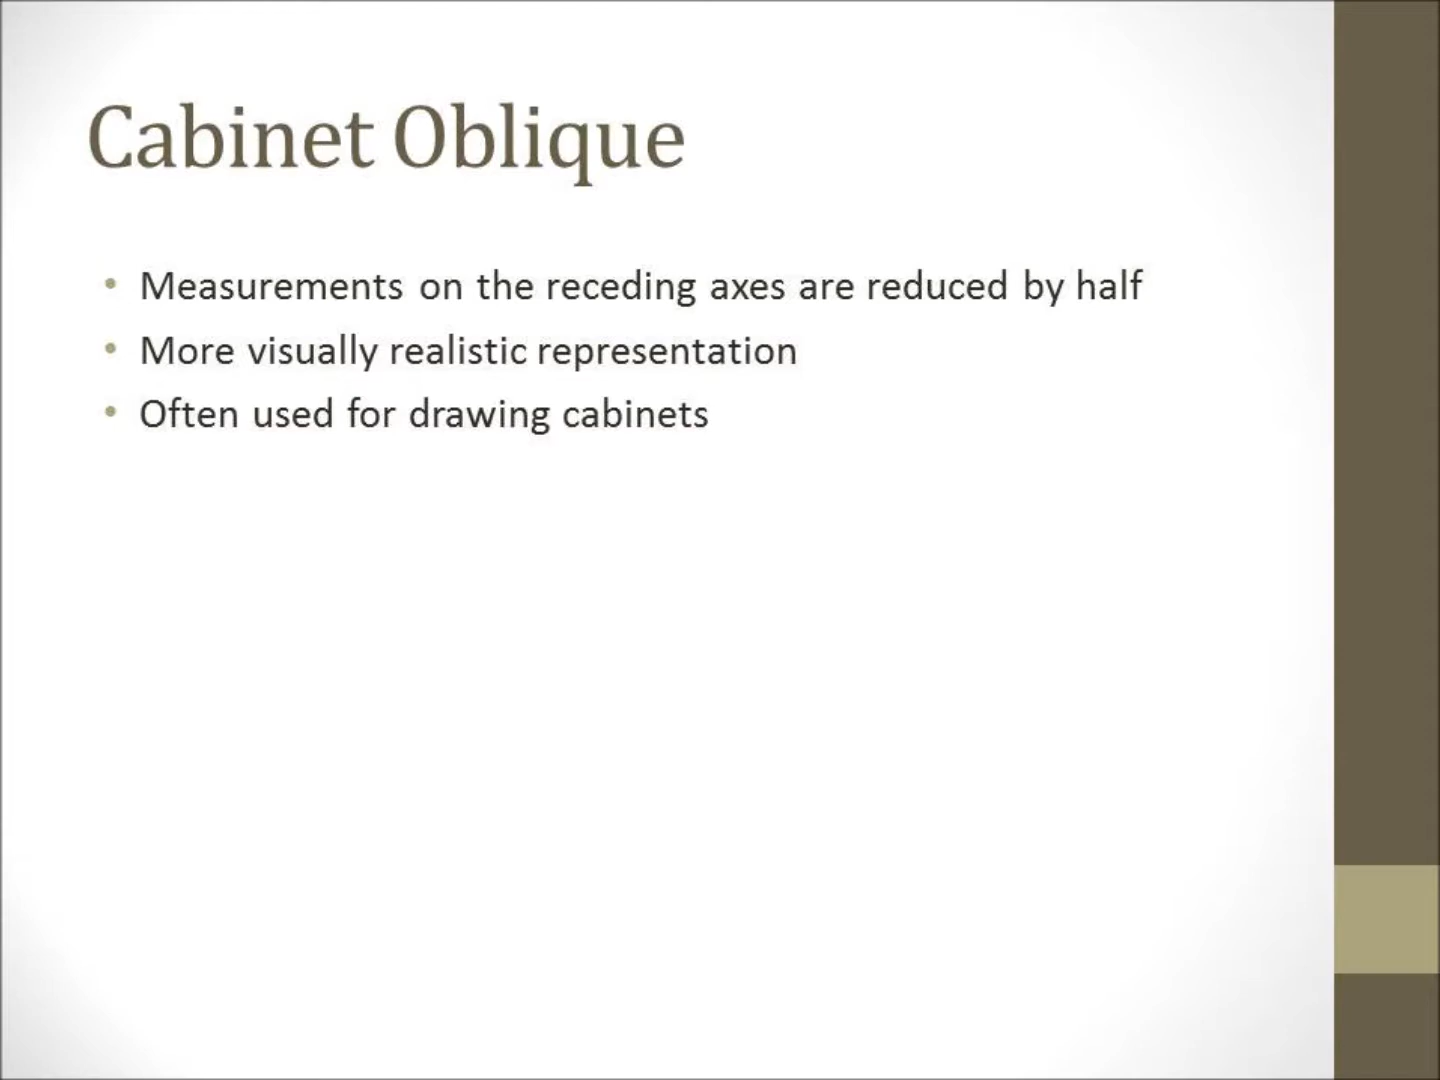 Cabinet Oblique
• Measurements on the receding axes are reduced by half
• More visually realistic representation
• Often used for drawing cabinets